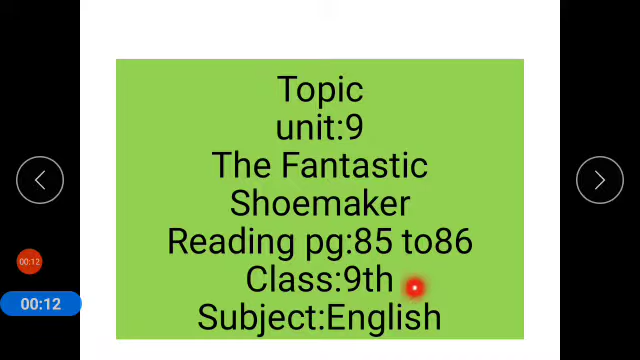 Topic
unit:9
The Fantastic
Shoemaker
Reading pg:85 to86
Class:9th
Subject:English
00:12
00:12